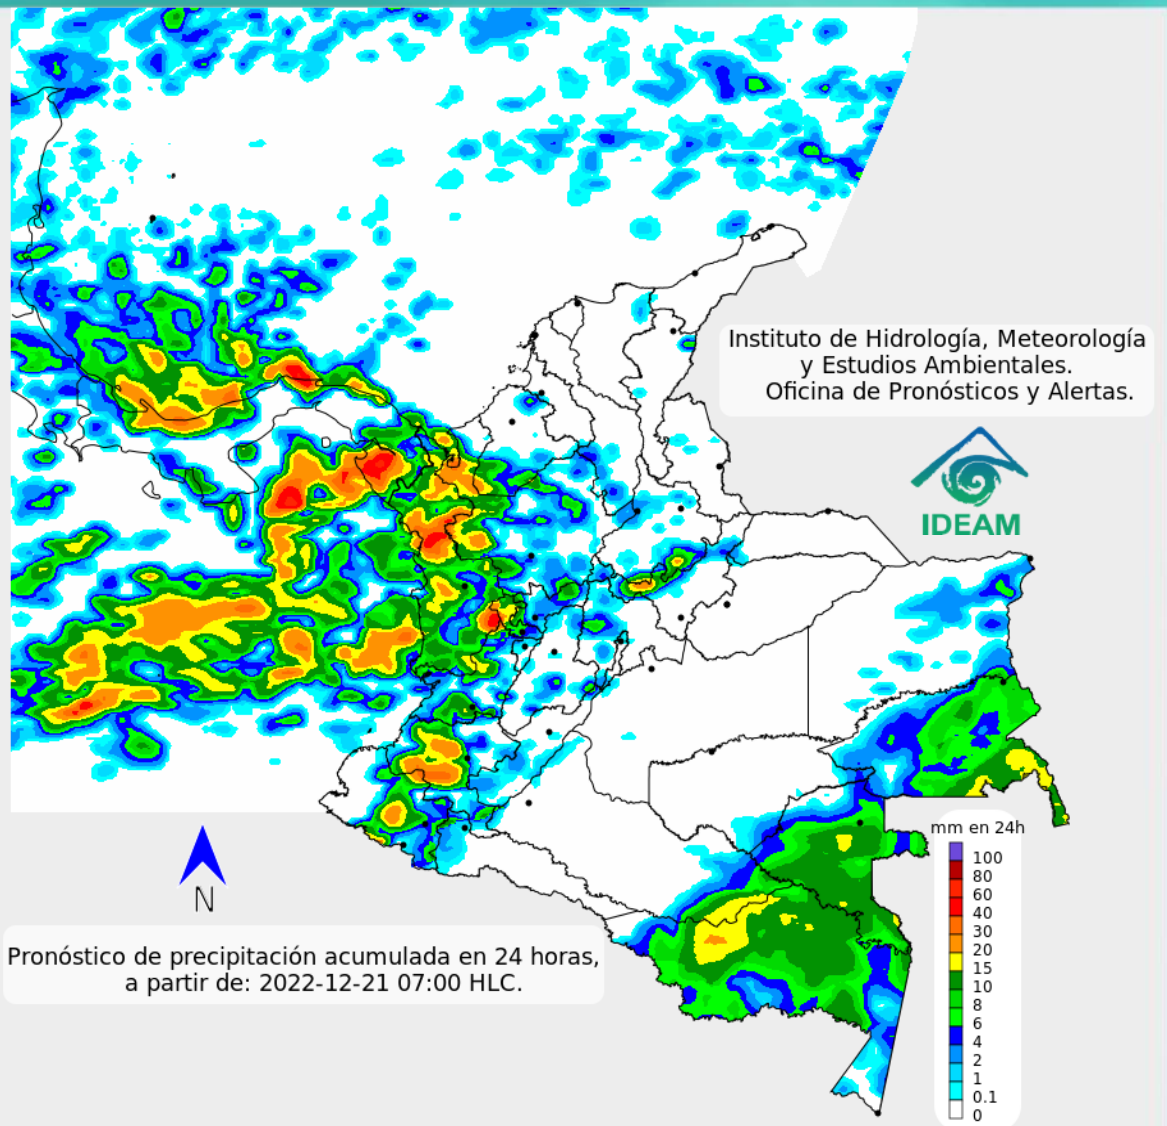 Instituto de Hidrología, Meteorología
y Estudios Ambientales.
Oficina de Pronósticos y Alertas.
IDEAM
mm en 24h
100
80
60
40
30
20
15
10
8
6
4
2
1
0.1
0
N
Pronóstico de precipitación acumulada en 24 horas,
a partir de: 2022-12-21 07:00 HLC.